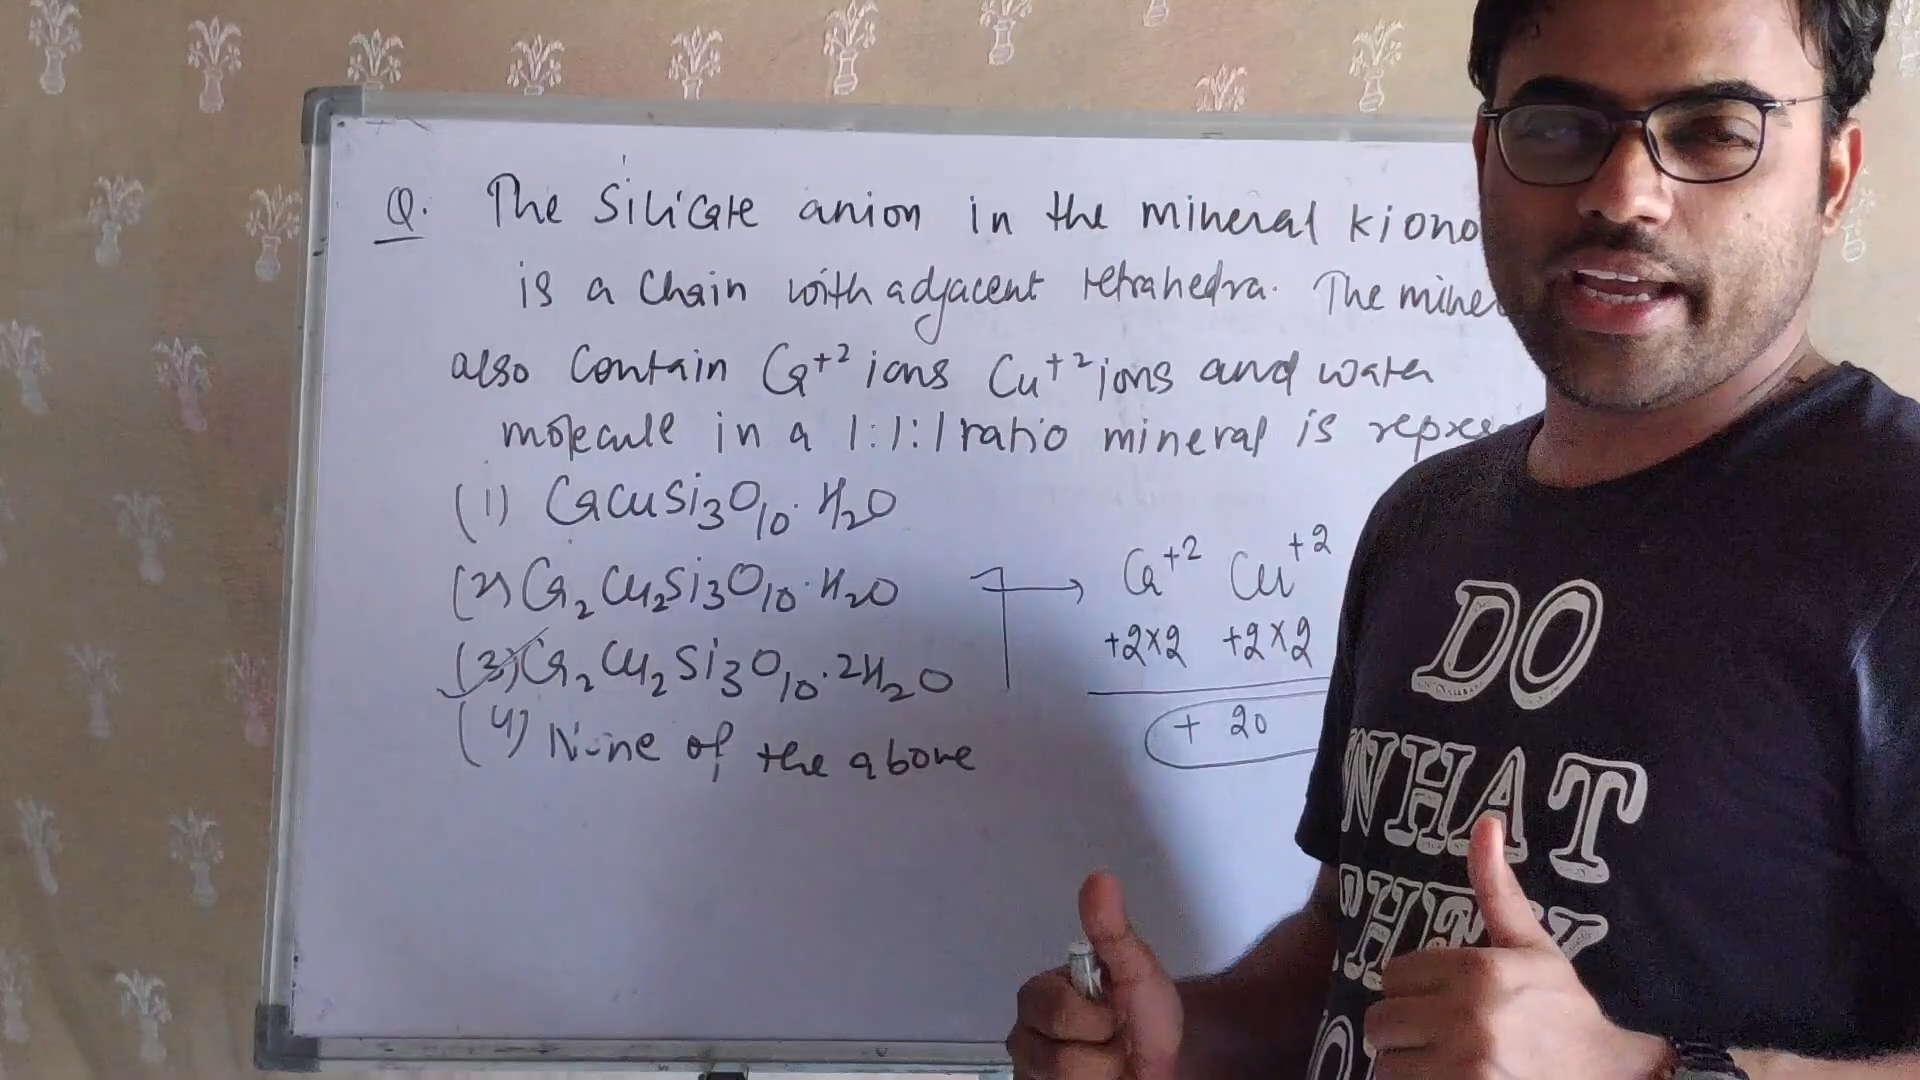 Q. The Silicate anion in the mineral kiono
is a chain with adjacent tetrahedra. The mine
also contain Ca+2 ions Cu+2 ions and water
molecule in a 1:1:1 ratio mineral is repres
(1) CaCuSi3O10·H2O
(2) Ca2Cu2Si3O10·H2O
(3) Ca2Cu2Si3O10·2H2O
(4) None of the above
Ca+2 Cu+2
+2×2 +2×2
+ 20
DO
WHAT
THEY